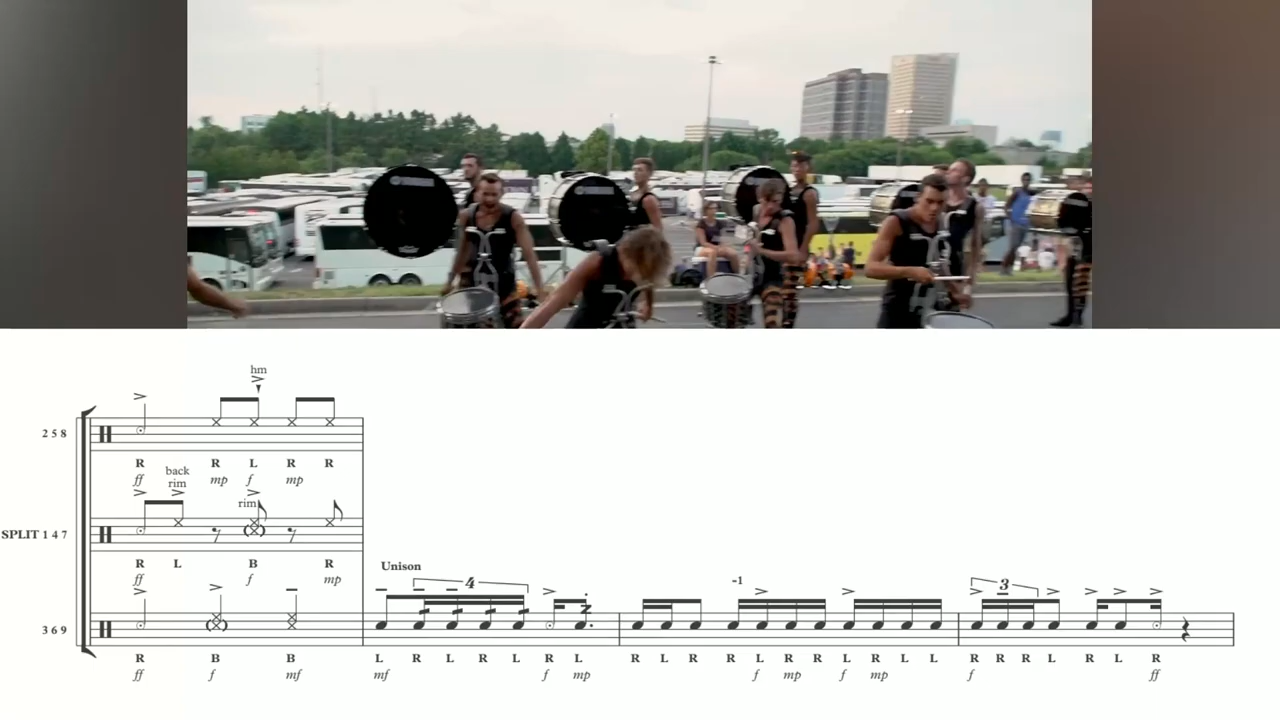 hm
2 5 8
R R L R R
ff mp f mp
back
rim
rim
SPLIT 1 4 7
R L B R
ff f mp
Unison
4
-1
3
z
3 6 9
R B B L R L R L R L R L R R L R R L R L L R R R L R L R
ff f mf mf f mp f mp f mp f ff